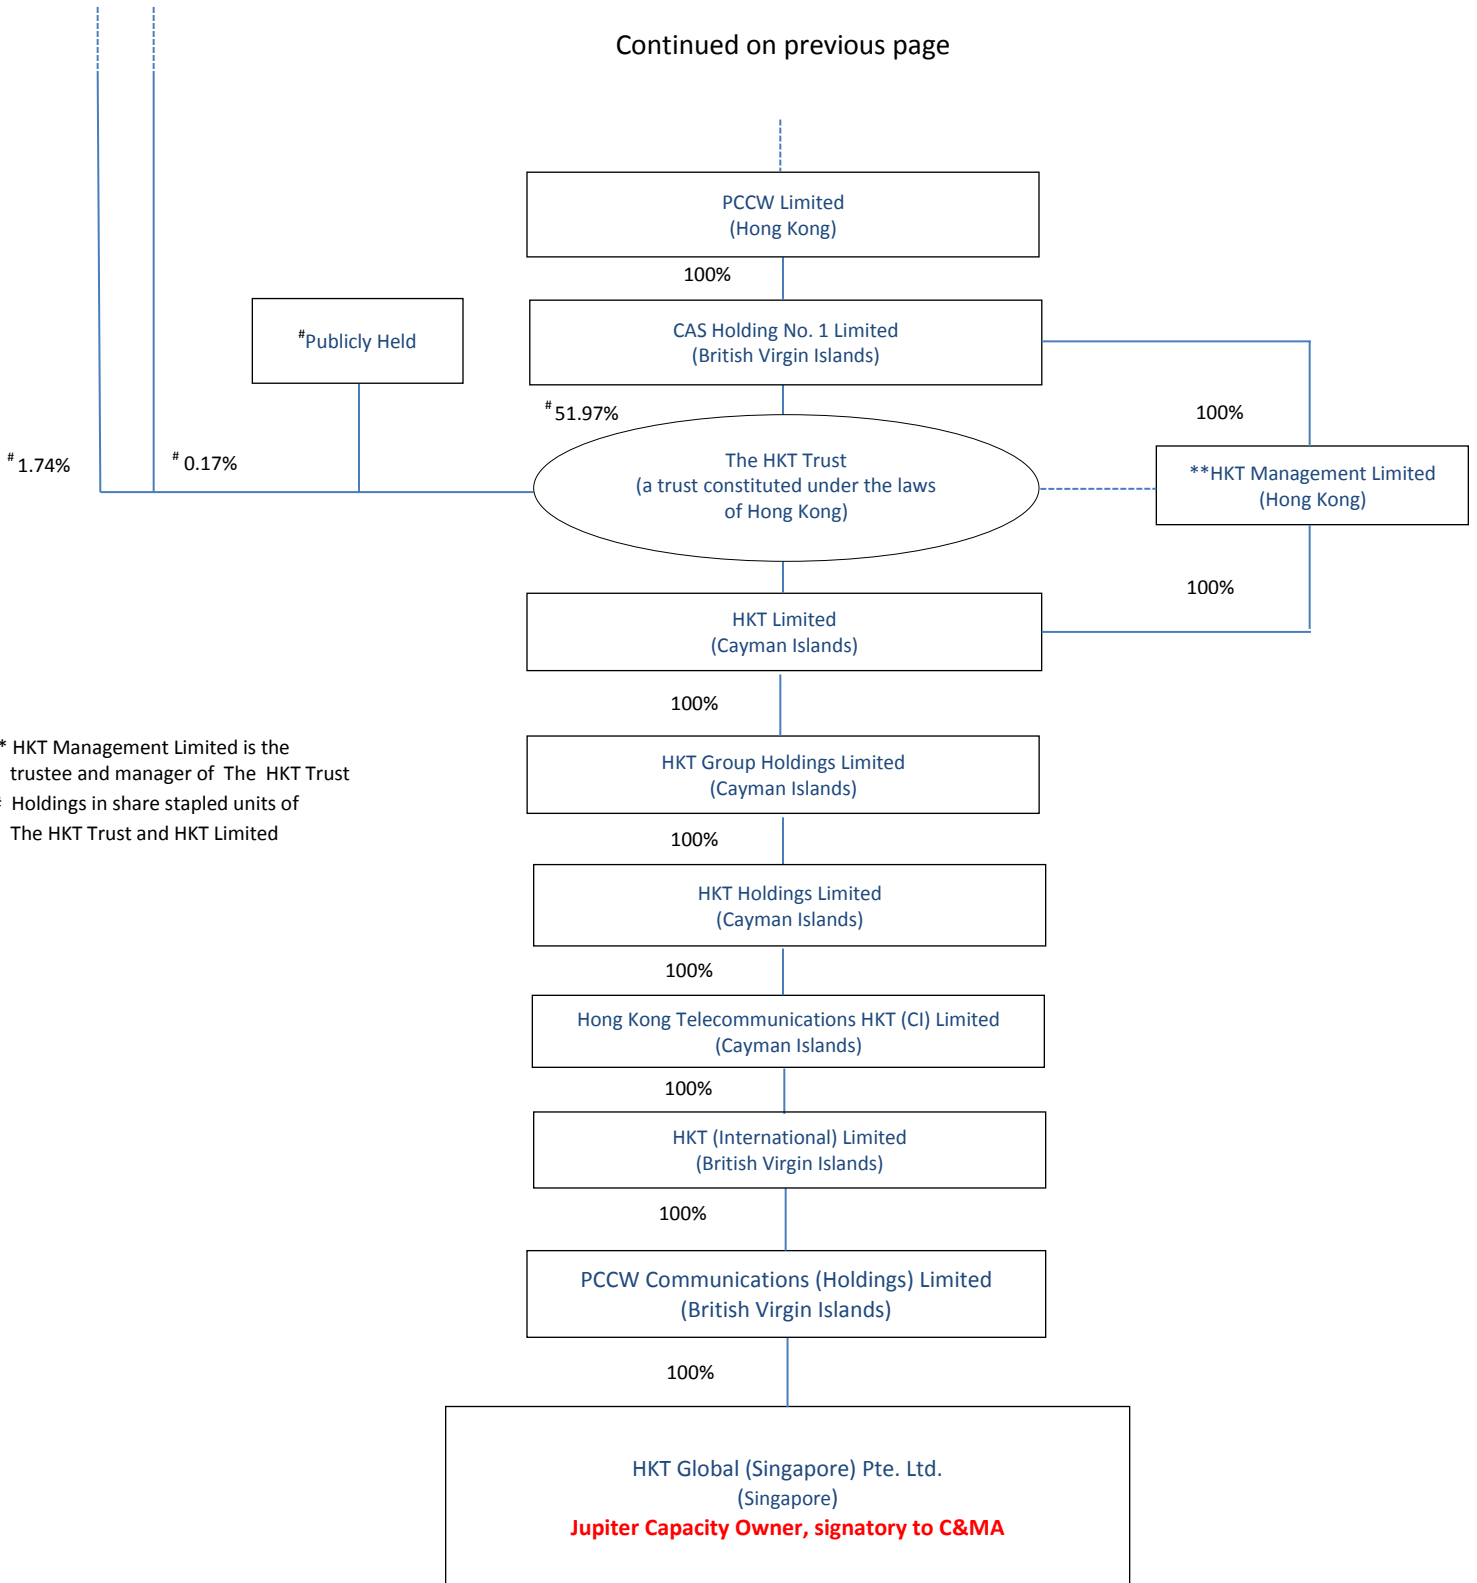 Continued on previous page
PCCW Limited
(Hong Kong)
100%
#Publicly Held
CAS Holding No. 1 Limited
(British Virgin Islands)
#51.97%
100%
#1.74%
#0.17%
The HKT Trust
(a trust constituted under the laws
of Hong Kong)
**HKT Management Limited
(Hong Kong)
100%
HKT Limited
(Cayman Islands)
100%
* HKT Management Limited is the
trustee and manager of The HKT Trust
# Holdings in share stapled units of
The HKT Trust and HKT Limited
HKT Group Holdings Limited
(Cayman Islands)
100%
HKT Holdings Limited
(Cayman Islands)
100%
Hong Kong Telecommunications HKT (CI) Limited
(Cayman Islands)
100%
HKT (International) Limited
(British Virgin Islands)
100%
PCCW Communications (Holdings) Limited
(British Virgin Islands)
100%
HKT Global (Singapore) Pte. Ltd.
(Singapore)
Jupiter Capacity Owner, signatory to C&MA